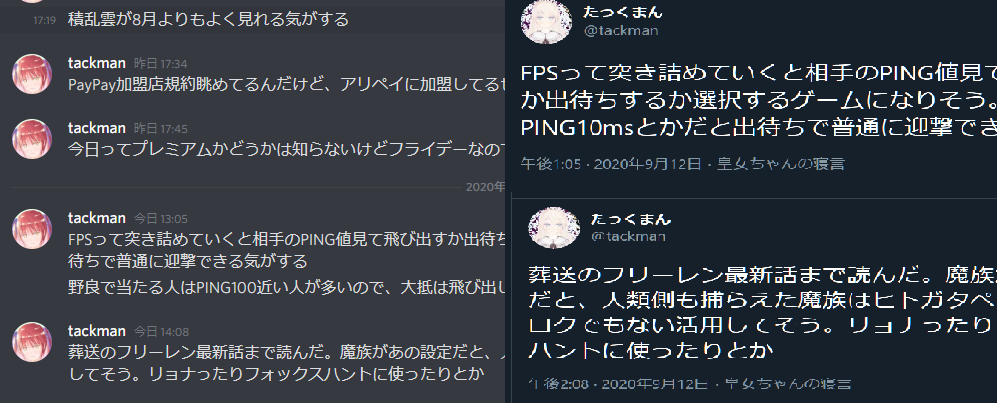 17:19 積乱雲が8月よりもよく見れる気がする
tackman 昨日 17:34
PayPay加盟店規約眺めてるんだけど、アリペイに加盟してるも
tackman 昨日 17:45
今日ってプレミアムかどうかは知らないけどフライデーなので
2020年
tackman 今日 13:05
FPSって突き詰めていくと相手のPING値見て飛び出すか出待ち
待ちで普通に迎撃できる気がする
野良で当たる人はPING100近い人が多いので、大抵は飛び出し
tackman 今日 14:08
葬送のフリーレン最新話まで読んだ。魔族があの設定だと、
してそう。リョナったりフォックスハントに使ったりとか
たっくまん
@tackman
FPSって突き詰めていくと相手のPING値見て
か出待ちするか選択するゲームになりそう。
PING10msとかだと出待ちで普通に迎撃でき
午後1:05 · 2020年9月12日 · 皇女ちゃんの寝言
たっくまん
@tackman
葬送のフリーレン最新話まで読んだ。魔族
だと、人類側も捕らえた魔族はヒトガタペ
ロクでもない活用してそう。リョナったり
ハントに使ったりとか
午後2:08 · 2020年9月12日 · 皇女ちゃんの寝言